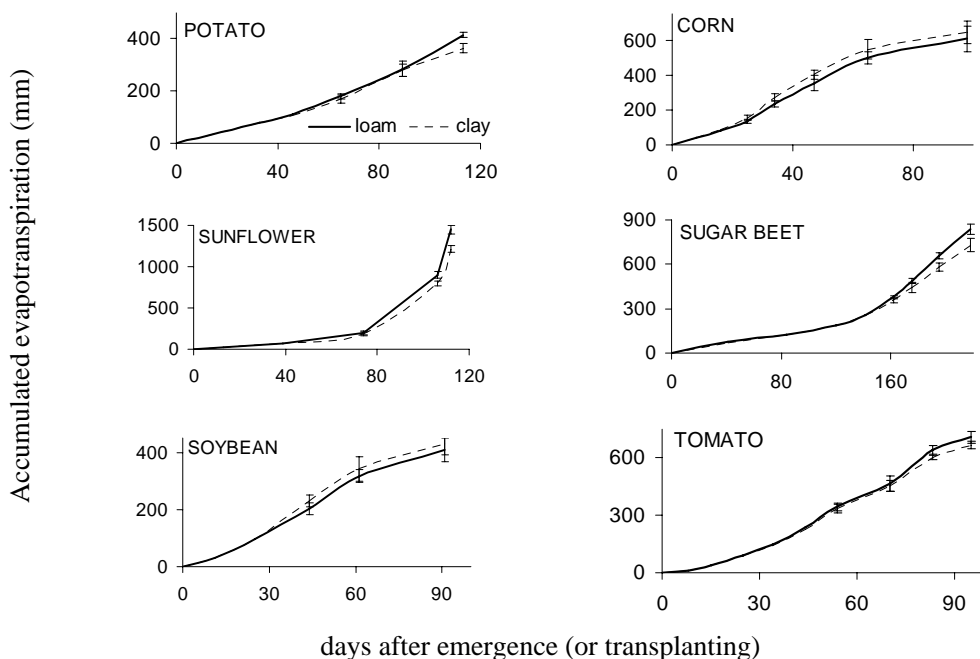 Accumulated evapotranspiration (mm)
POTATO
400
200
0
loam
clay
0 40 80 120
CORN
600
400
200
0
0 40 80
SUNFLOWER
1500
1000
500
0
0 40 80 120
SUGAR BEET
900
600
300
0
0 80 160
SOYBEAN
400
200
0
0 30 60 90
TOMATO
600
300
0
0 30 60 90
days after emergence (or transplanting)